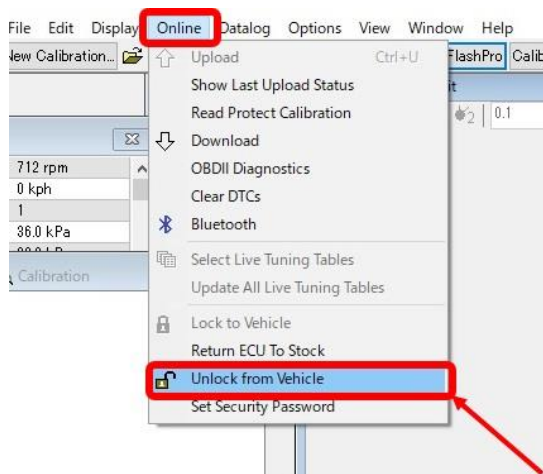 File Edit Display Online Datalog Options View Window Help
New Calibration...
FlashPro Calib
Upload Ctrl+U
Show Last Upload Status
Read Protect Calibration
0.1
Download
712 rpm
OBDII Diagnostics
0 kph
Clear DTCs
1
Bluetooth
36.0 kPa
Select Live Tuning Tables
Calibration
Update All Live Tuning Tables
Lock to Vehicle
Return ECU To Stock
Unlock from Vehicle
Set Security Password